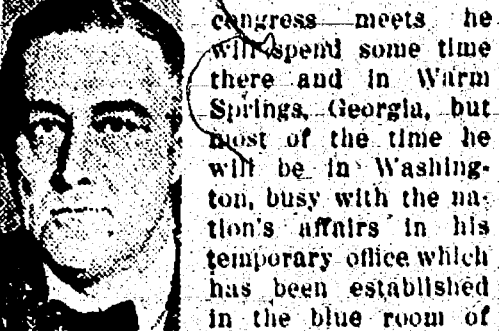 congress meets he
will spend some time
there and in Warm
Springs, Georgia, but
most of the time he
will be in Washing-
ton, busy with the na-
tion's affairs in his
temporary office which
has been established
in the blue room of